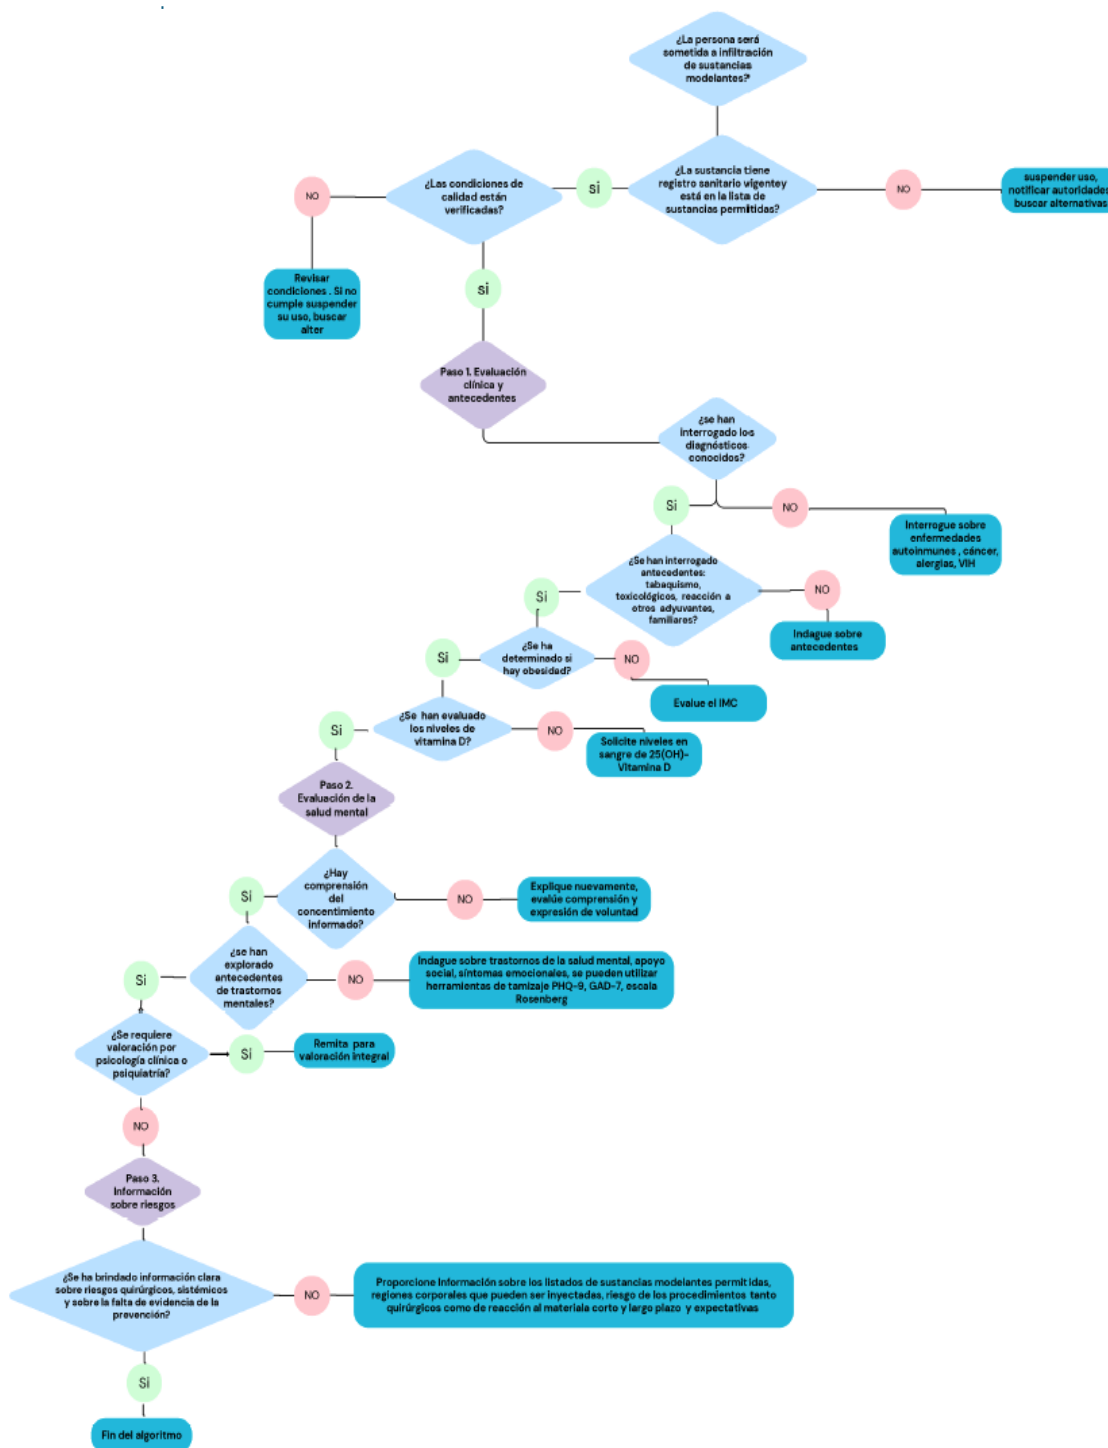 ¿La persona será
sometida a infiltración
de sustancias
modelantes?
¿La sustancia tiene
registro sanitario vigentey
está en la lista de
sustancias permitidas?
si
NO
suspender uso,
notificar autoridades
buscar alternativas
¿Las condiciones de
calidad están
verificadas?
NO
Revisar
condiciones . Si no
cumple suspender
su uso, buscar
alter
si
Paso 1. Evaluación
clínica y
antecedentes
¿se han
interrogado los
diagnósticos
conocidos?
Si
NO
Interrogue sobre
enfermedades
autoinmunes , cáncer,
alergias, VIH
¿Se han interrogado
antecedentes:
tabaquismo,
toxicológicos, reacción a
otros adyuvantes,
familiares?
Si
NO
Indague sobre
antecedentes
¿Se ha
determinado si
hay obesidad?
Si
NO
Evalue el IMC
¿Se han evaluado
los niveles de
vitamina D?
Si
NO
Solicite niveles en
sangre de 25(OH)-
Vitamina D
Paso 2.
Evaluación de la
salud mental
¿Hay
comprensión
del
concentimiento
informado?
Si
NO
Explique nuevamente,
evalúe comprensión y
expresión de voluntad
¿se han
explorado
antecedentes
de trastornos
mentales?
Si
NO
Indague sobre trastornos de la salud mental, apoyo
social, síntomas emocionales, se pueden utilizar
herramientas de tamizaje PHQ-9, GAD-7, escala
Rosenberg
¿Se requiere
valoración por
psicología clínica o
psiquiatría?
Si
Remita para
valoración integral
NO
Paso 3.
Información
sobre riesgos
¿Se ha brindado información clara
sobre riesgos quirúrgicos, sistémicos
y sobre la falta de evidencia de la
prevención?
NO
Proporcione Información sobre los listados de sustancias modelantes permitidas,
regiones corporales que pueden ser inyectadas, riesgo de los procedimientos tanto
quirúrgicos como de reacción al materiala corto y largo plazo y expectativas
Si
Fin del algoritmo